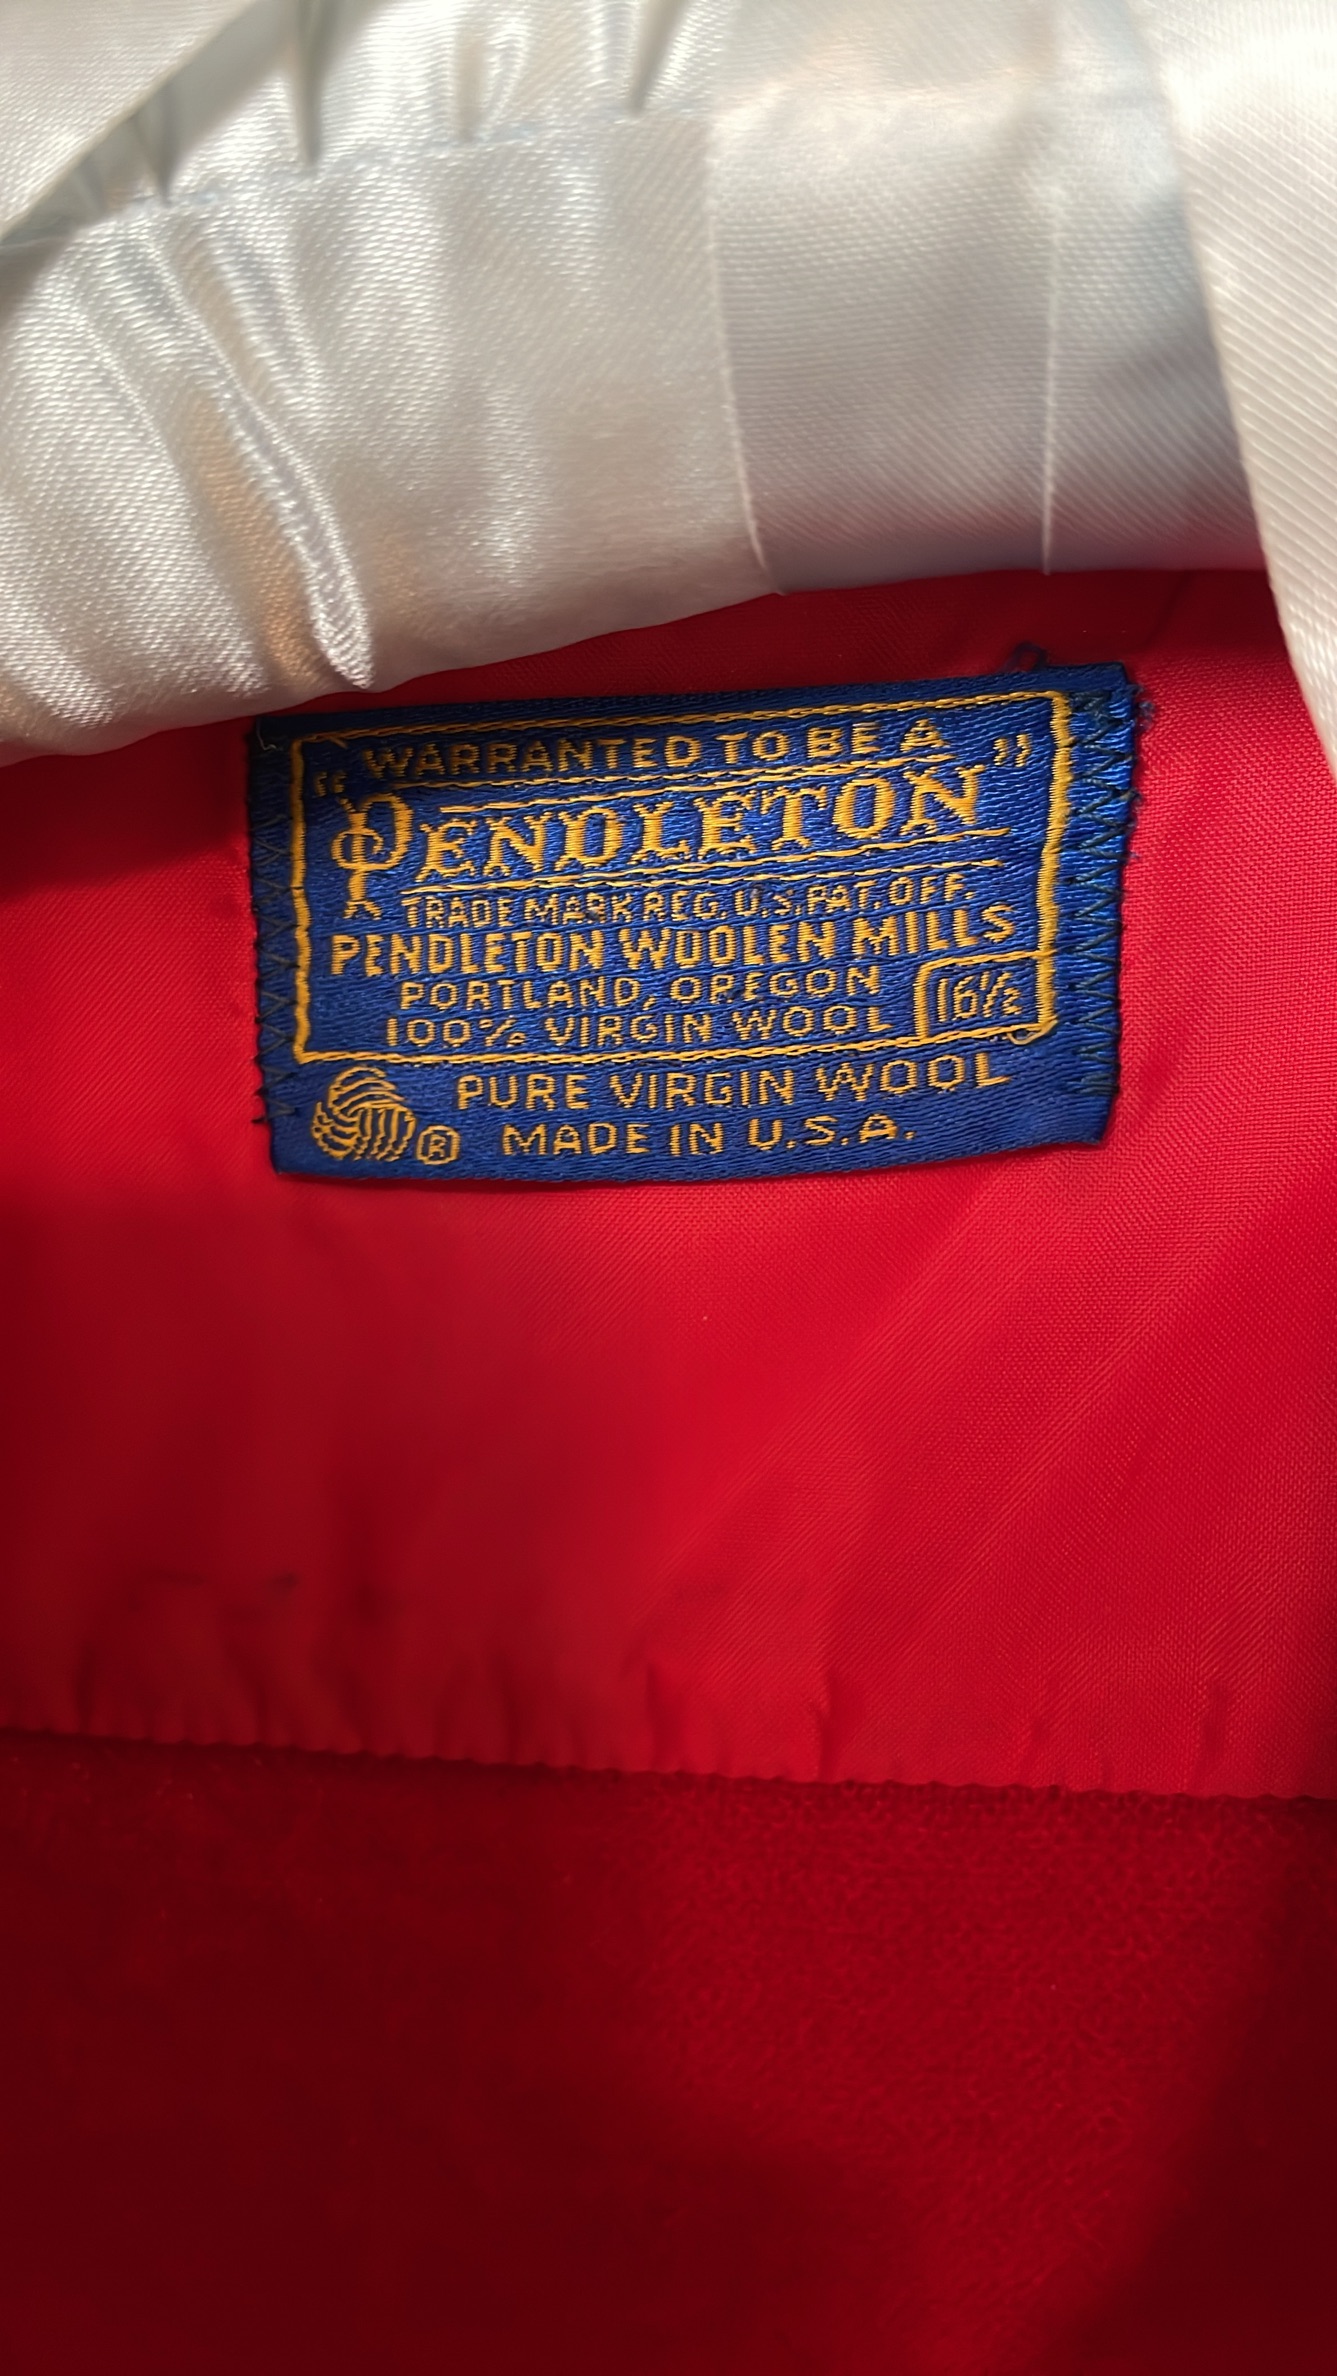 WARRANTED TO BE A
"PENDLETON"
TRADE MARK REG. U.S. PAT. OFF.
PENDLETON WOOLEN MILLS
PORTLAND, OREGON
100% VIRGIN WOOL 16½
PURE VIRGIN WOOL
® MADE IN U.S.A.